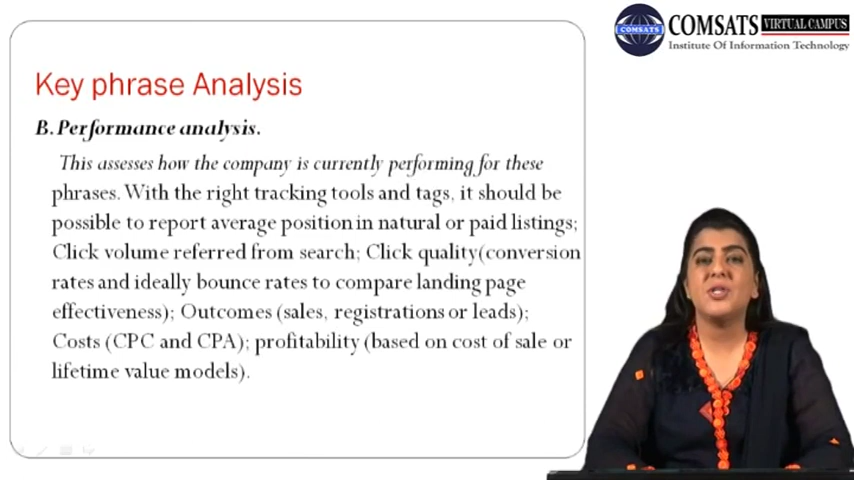 COMSATS
COMSATS VIRTUAL CAMPUS
Institute Of Information Technology
Key phrase Analysis
B. Performance analysis.
This assesses how the company is currently performing for these
phrases. With the right tracking tools and tags, it should be
possible to report average position in natural or paid listings;
Click volume referred from search; Click quality(conversion
rates and ideally bounce rates to compare landing page
effectiveness); Outcomes (sales, registrations or leads);
Costs (CPC and CPA); profitability (based on cost of sale or
lifetime value models).